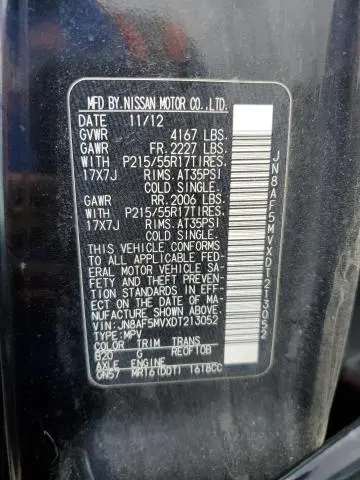 MFD BY.NISSAN MOTOR CO.,LTD.
DATE 11/12
GVWR 4167 LBS.
GAWR FR.2227 LBS.
WITH P215/55R17TIRES.
17X7J RIMS.AT35PSI
COLD SINGLE.
GAWR RR.2006 LBS.
WITH P215/55R17TIRES.
17X7J RIMS.AT35PSI
COLD SINGLE.
THIS VEHICLE CONFORMS
TO ALL APPLICABLE FED-
ERAL MOTOR VEHICLE SA-
FETY AND THEFT PREV-
ENTION STANDARDS IN EFF-
ECT ON THE DATE OF MA-
NUFACTURE SHOWN ABOVE.
VIN:JN8AF5MVXDT213052
TYPE:MPV
COLOR TRIM TRANS
B20 G RE0F10B
AXLE ENGINE
GN57 MR16(DDT) 1618CC
JN8AF5MVXDT213052